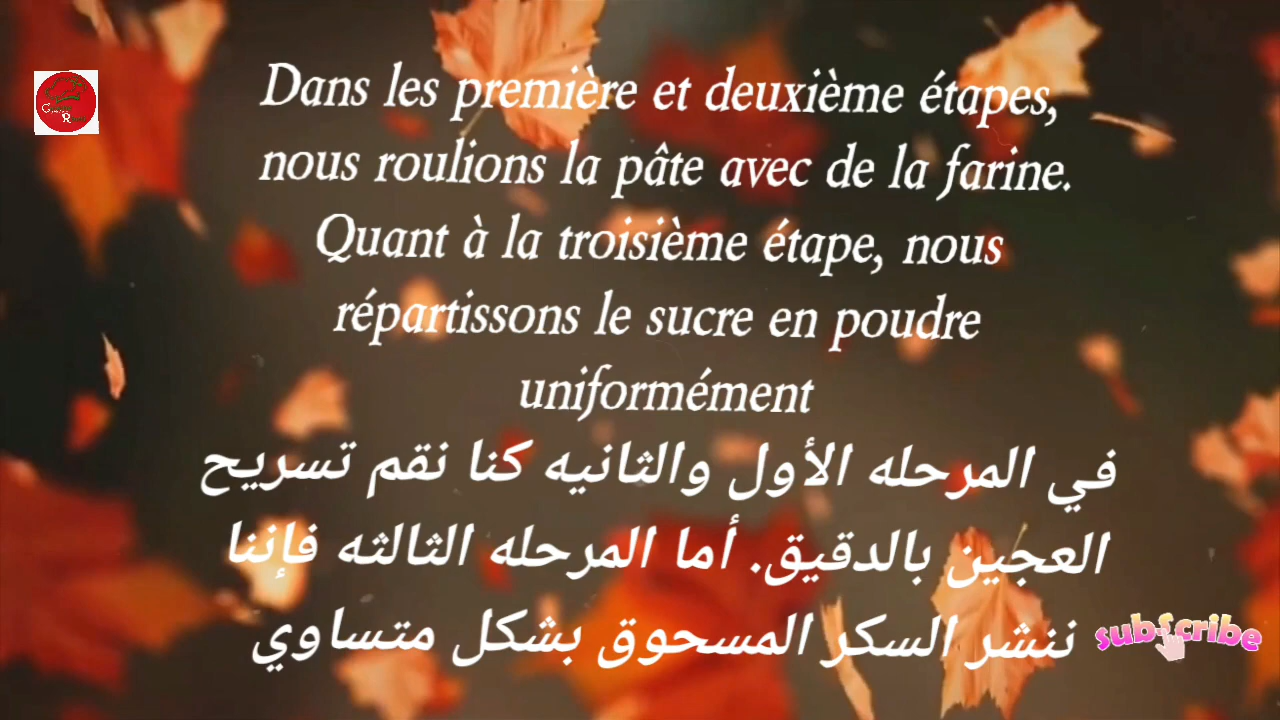 Dans les première et deuxième étapes,
nous roulions la pâte avec de la farine.
Quant à la troisième étape, nous
répartissons le sucre en poudre
uniformément
في المرحله الأول والثانيه كنا نقم تسريح
العجين بالدقيق. أما المرحله الثالثه فإننا
ننشر السكر المسحوق بشكل متساوي
subscribe